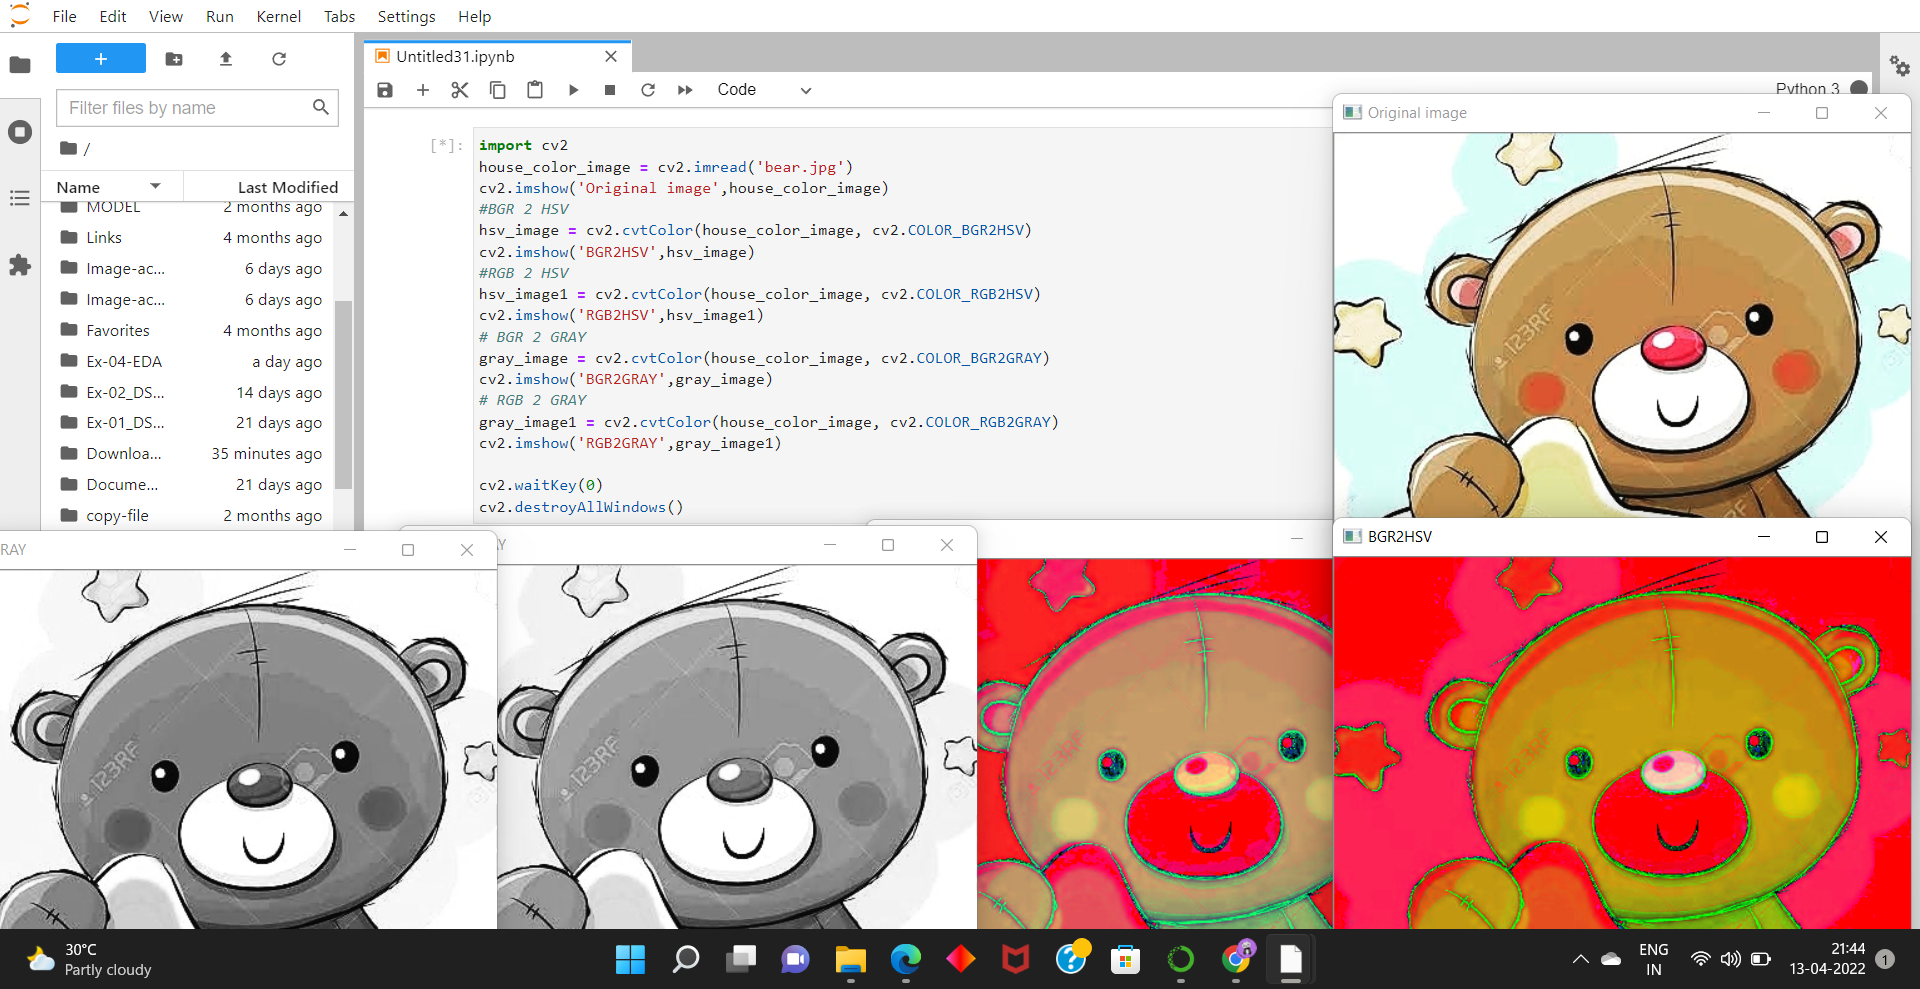 File Edit View Run Kernel Tabs Settings Help
Untitled31.ipynb
Filter files by name
Code
Python 3
/
Name Last Modified
MODEL 2 months ago
Links 4 months ago
Image-ac... 6 days ago
Image-ac... 6 days ago
Favorites 4 months ago
Ex-04-EDA a day ago
Ex-02_DS... 14 days ago
Ex-01_DS... 21 days ago
Downloa... 35 minutes ago
Docume... 21 days ago
copy-file 2 months ago
[*]:
import cv2
house_color_image = cv2.imread('bear.jpg')
cv2.imshow('Original image',house_color_image)
#BGR 2 HSV
hsv_image = cv2.cvtColor(house_color_image, cv2.COLOR_BGR2HSV)
cv2.imshow('BGR2HSV',hsv_image)
#RGB 2 HSV
hsv_image1 = cv2.cvtColor(house_color_image, cv2.COLOR_RGB2HSV)
cv2.imshow('RGB2HSV',hsv_image1)
# BGR 2 GRAY
gray_image = cv2.cvtColor(house_color_image, cv2.COLOR_BGR2GRAY)
cv2.imshow('BGR2GRAY',gray_image)
# RGB 2 GRAY
gray_image1 = cv2.cvtColor(house_color_image, cv2.COLOR_RGB2GRAY)
cv2.imshow('RGB2GRAY',gray_image1)
cv2.waitKey(0)
cv2.destroyAllWindows()
Original image
123RF
RAY
123RF
Y
123RF
123RF
BGR2HSV
123RF
30°C
Partly cloudy
ENG
IN
21:44
13-04-2022
1